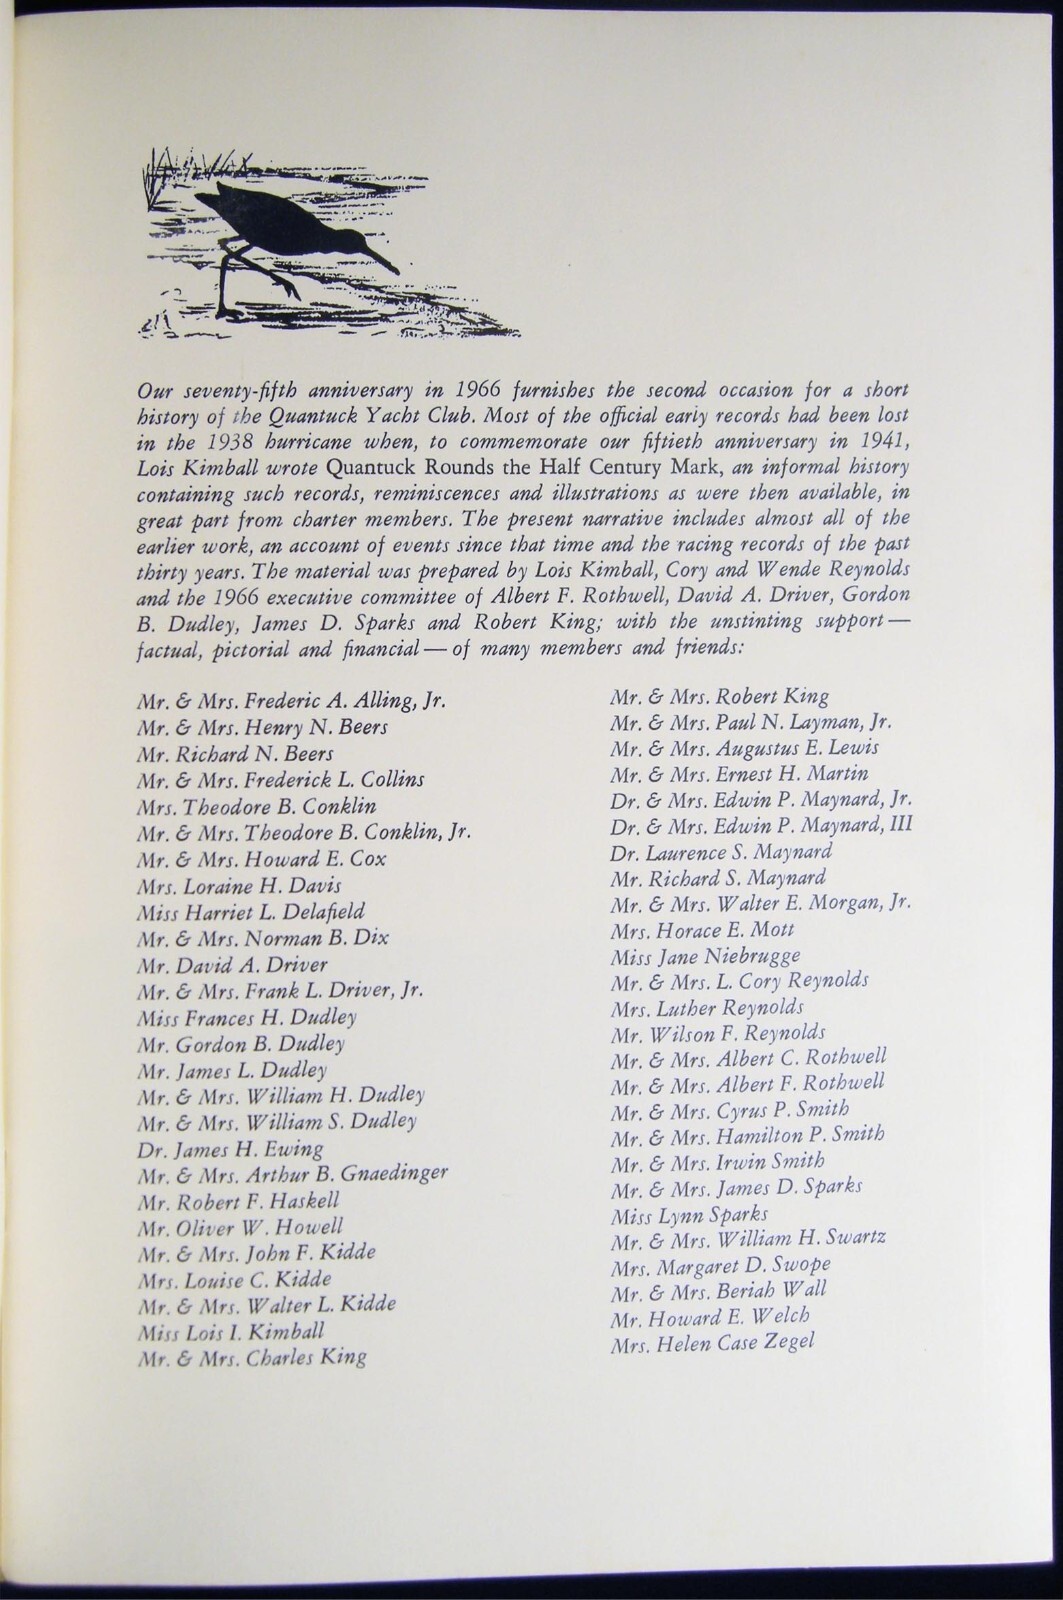 Our seventy-fifth anniversary in 1966 furnishes the second occasion for a short
history of the Quantuck Yacht Club. Most of the official early records had been lost
in the 1938 hurricane when, to commemorate our fiftieth anniversary in 1941,
Lois Kimball wrote Quantuck Rounds the Half Century Mark, an informal history
containing such records, reminiscences and illustrations as were then available, in
great part from charter members. The present narrative includes almost all of the
earlier work, an account of events since that time and the racing records of the past
thirty years. The material was prepared by Lois Kimball, Cory and Wende Reynolds
and the 1966 executive committee of Albert F. Rothwell, David A. Driver, Gordon
B. Dudley, James D. Sparks and Robert King; with the unstinting support—
factual, pictorial and financial—of many members and friends:
Mr. & Mrs. Frederic A. Alling, Jr.
Mr. & Mrs. Henry N. Beers
Mr. Richard N. Beers
Mr. & Mrs. Frederick L. Collins
Mrs. Theodore B. Conklin
Mr. & Mrs. Theodore B. Conklin, Jr.
Mr. & Mrs. Howard E. Cox
Mrs. Loraine H. Davis
Miss Harriet L. Delafield
Mr. & Mrs. Norman B. Dix
Mr. David A. Driver
Mr. & Mrs. Frank L. Driver, Jr.
Miss Frances H. Dudley
Mr. Gordon B. Dudley
Mr. James L. Dudley
Mr. & Mrs. William H. Dudley
Mr. & Mrs. William S. Dudley
Dr. James H. Ewing
Mr. & Mrs. Arthur B. Gnaedinger
Mr. Robert F. Haskell
Mr. Oliver W. Howell
Mr. & Mrs. John F. Kidde
Mrs. Louise C. Kidde
Mr. & Mrs. Walter L. Kidde
Miss Lois I. Kimball
Mr. & Mrs. Charles King
Mr. & Mrs. Robert King
Mr. & Mrs. Paul N. Layman, Jr.
Mr. & Mrs. Augustus E. Lewis
Mr. & Mrs. Ernest H. Martin
Dr. & Mrs. Edwin P. Maynard, Jr.
Dr. & Mrs. Edwin P. Maynard, III
Dr. Laurence S. Maynard
Mr. Richard S. Maynard
Mr. & Mrs. Walter E. Morgan, Jr.
Mrs. Horace E. Mott
Miss Jane Niebrugge
Mr. & Mrs. L. Cory Reynolds
Mrs. Luther Reynolds
Mr. Wilson F. Reynolds
Mr. & Mrs. Albert C. Rothwell
Mr. & Mrs. Albert F. Rothwell
Mr. & Mrs. Cyrus P. Smith
Mr. & Mrs. Hamilton P. Smith
Mr. & Mrs. Irwin Smith
Mr. & Mrs. James D. Sparks
Miss Lynn Sparks
Mr. & Mrs. William H. Swartz
Mrs. Margaret D. Swope
Mr. & Mrs. Beriah Wall
Mr. Howard E. Welch
Mrs. Helen Case Zegel